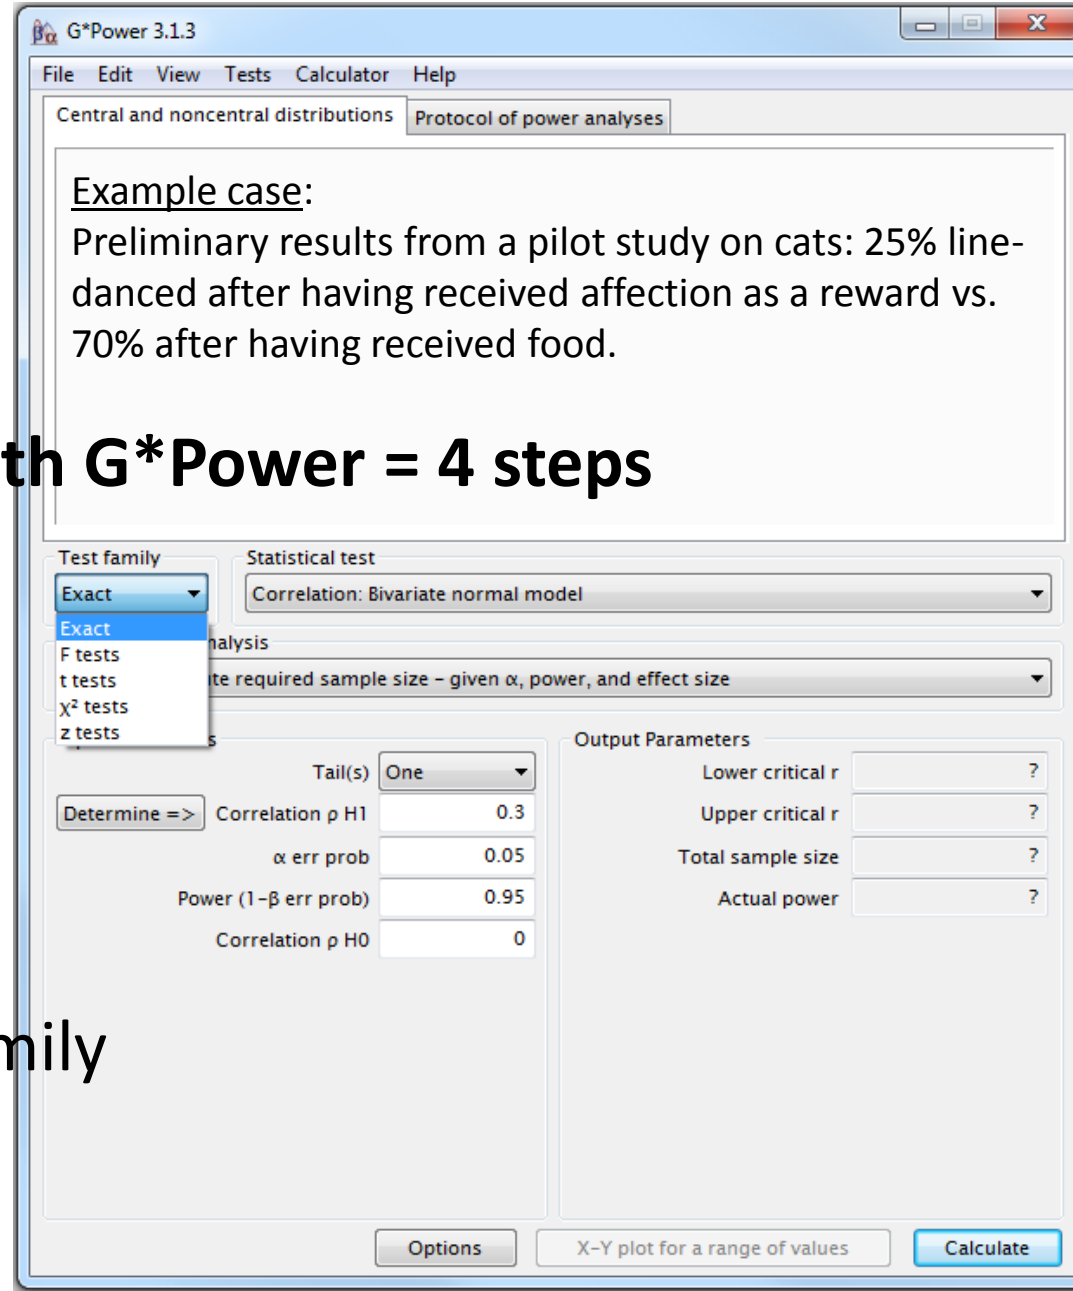 G*Power 3.1.3
File Edit View Tests Calculator Help
Central and noncentral distributions Protocol of power analyses
Example case:
Preliminary results from a pilot study on cats: 25% line-
danced after having received affection as a reward vs.
70% after having received food.
th G*Power = 4 steps
Test family Statistical test
Exact Correlation: Bivariate normal model
Exact
F tests
t tests
χ² tests
z tests
nalysis
te required sample size – given α, power, and effect size
s
Output Parameters
Tail(s) One
Lower critical r ?
Determine => Correlation ρ H1 0.3
Upper critical r ?
α err prob 0.05
Total sample size ?
Power (1-β err prob) 0.95
Actual power ?
Correlation ρ H0 0
mily
Options X-Y plot for a range of values Calculate